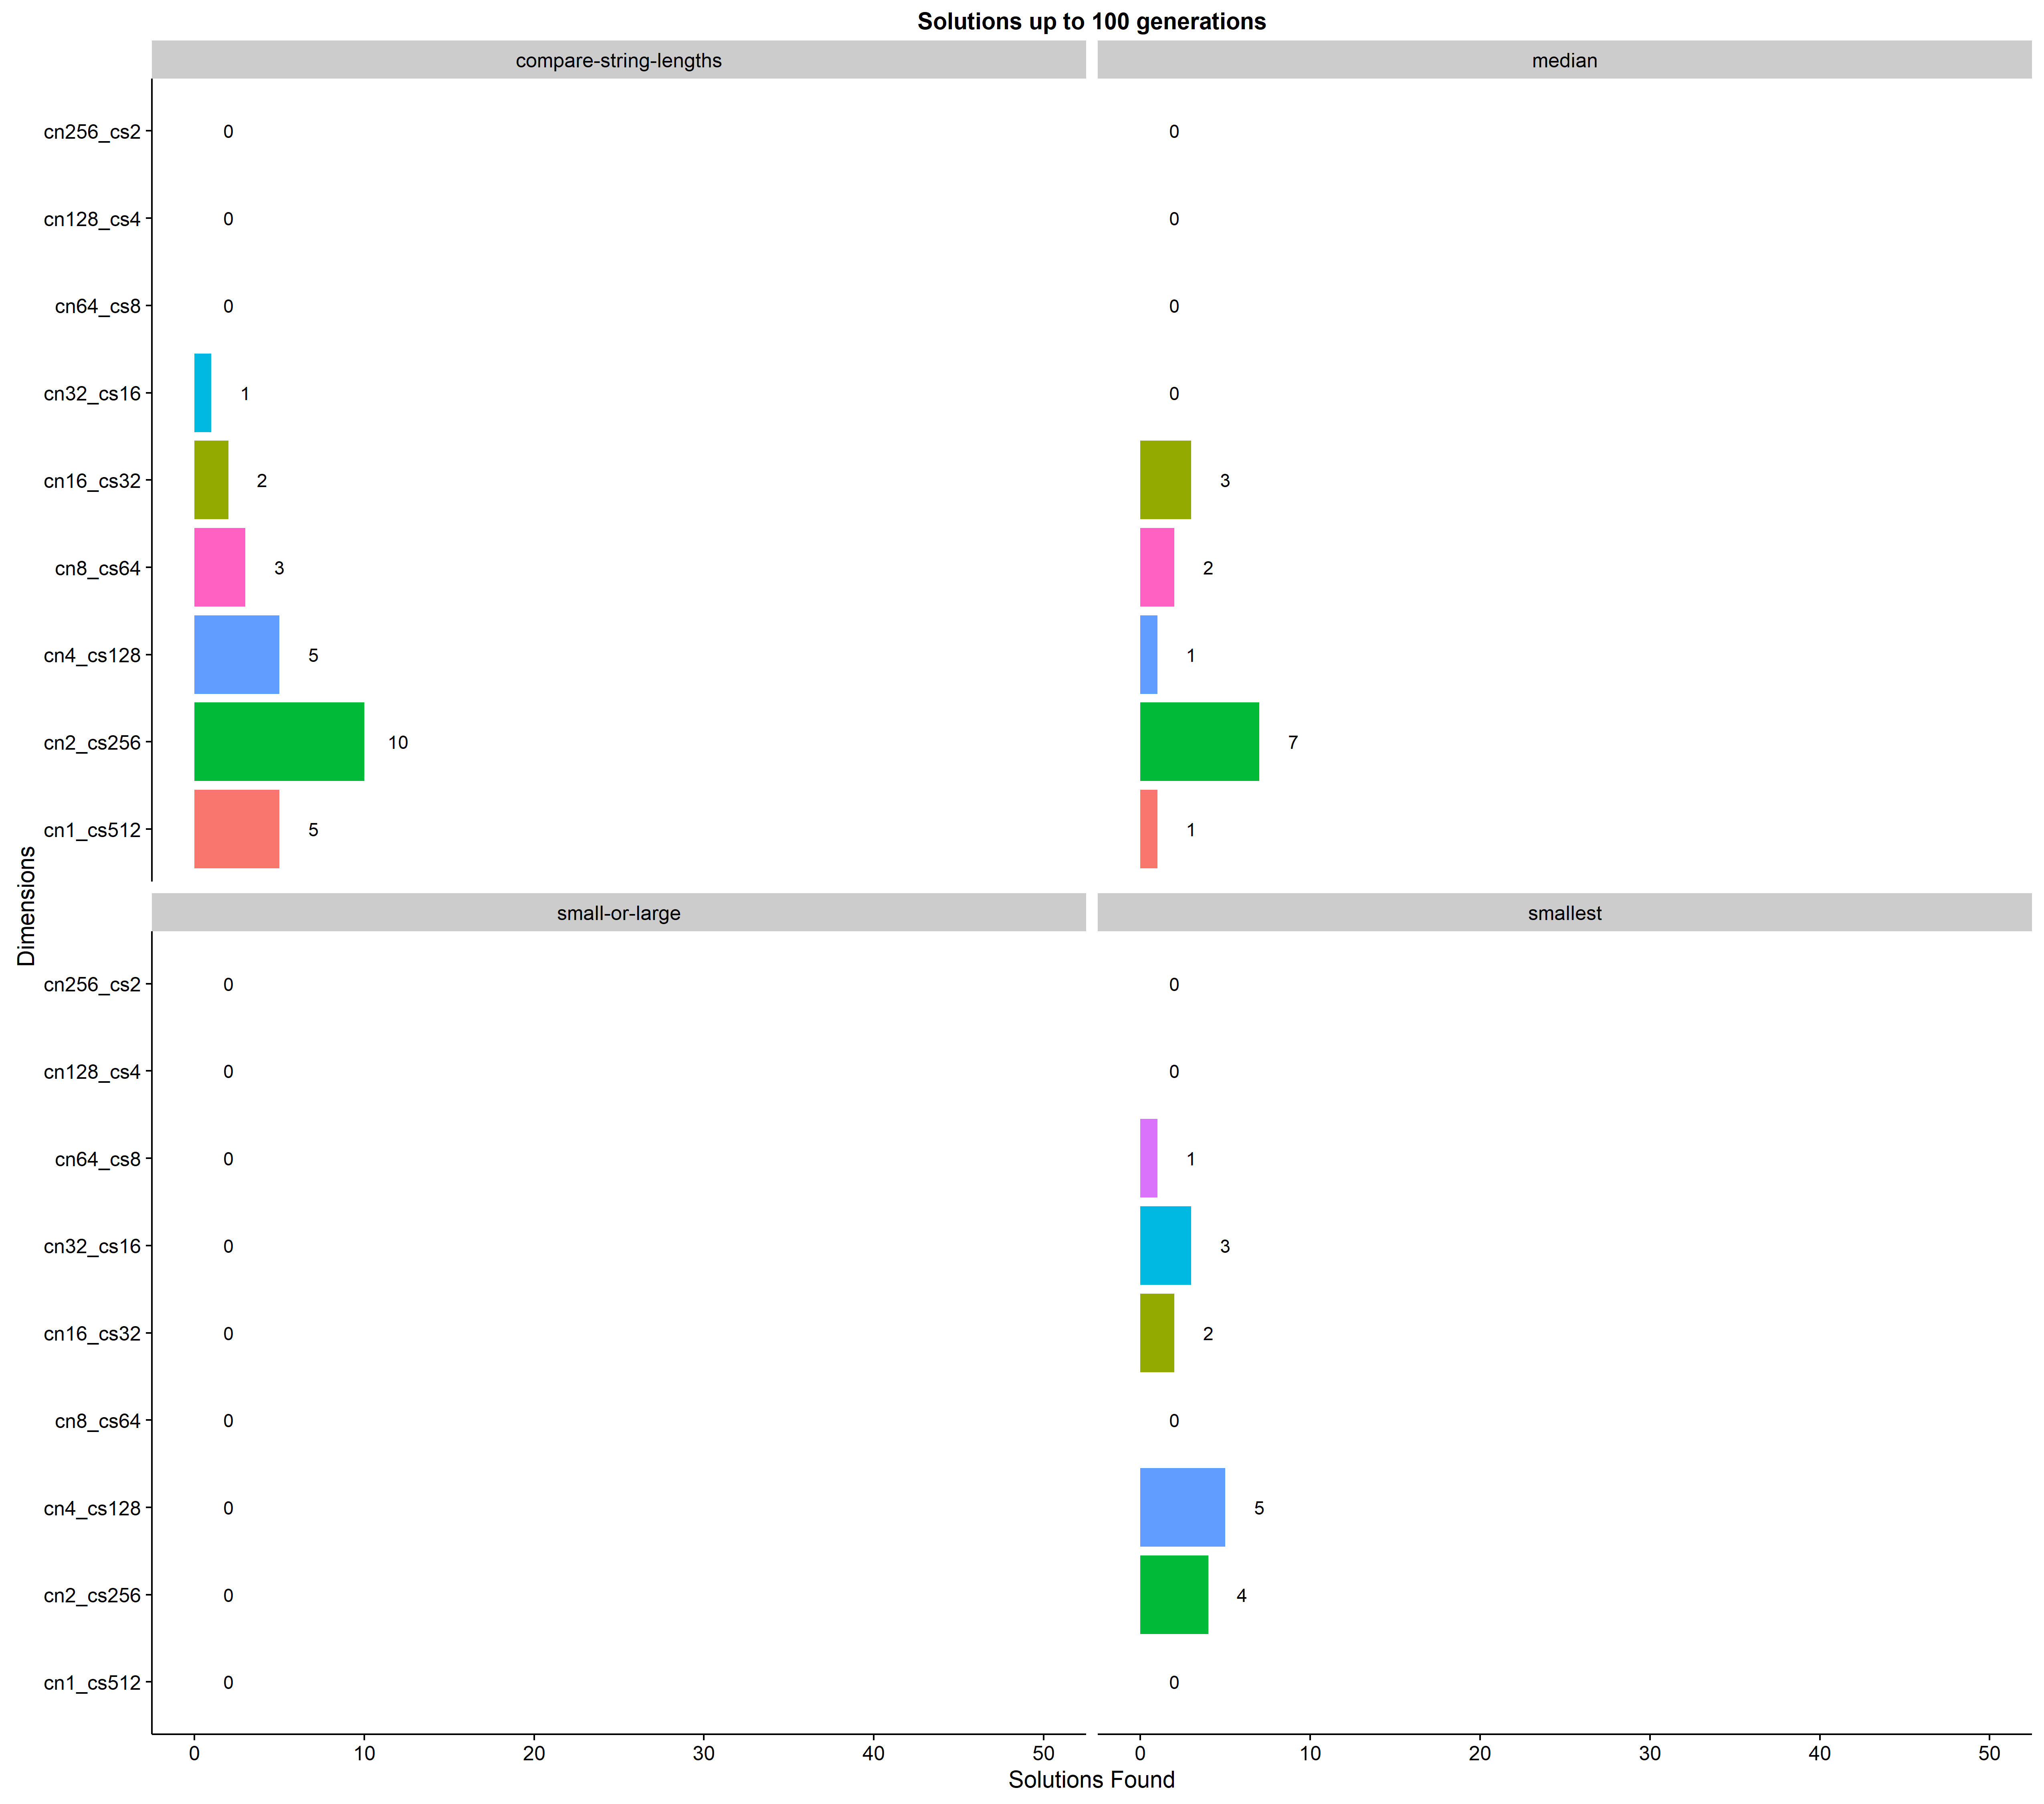 Solutions up to 100 generations
compare-string-lengths
median
cn256_cs2 0 0
cn128_cs4 0 0
cn64_cs8 0 0
cn32_cs16 1 0
cn16_cs32 2 3
cn8_cs64 3 2
cn4_cs128 5 1
cn2_cs256 10 7
cn1_cs512 5 1
Dimensions
small-or-large
smallest
cn256_cs2 0 0
cn128_cs4 0 0
cn64_cs8 0 1
cn32_cs16 0 3
cn16_cs32 0 2
cn8_cs64 0 0
cn4_cs128 0 5
cn2_cs256 0 4
cn1_cs512 0 0
0 10 20 30 40 50 0 10 20 30 40 50
Solutions Found